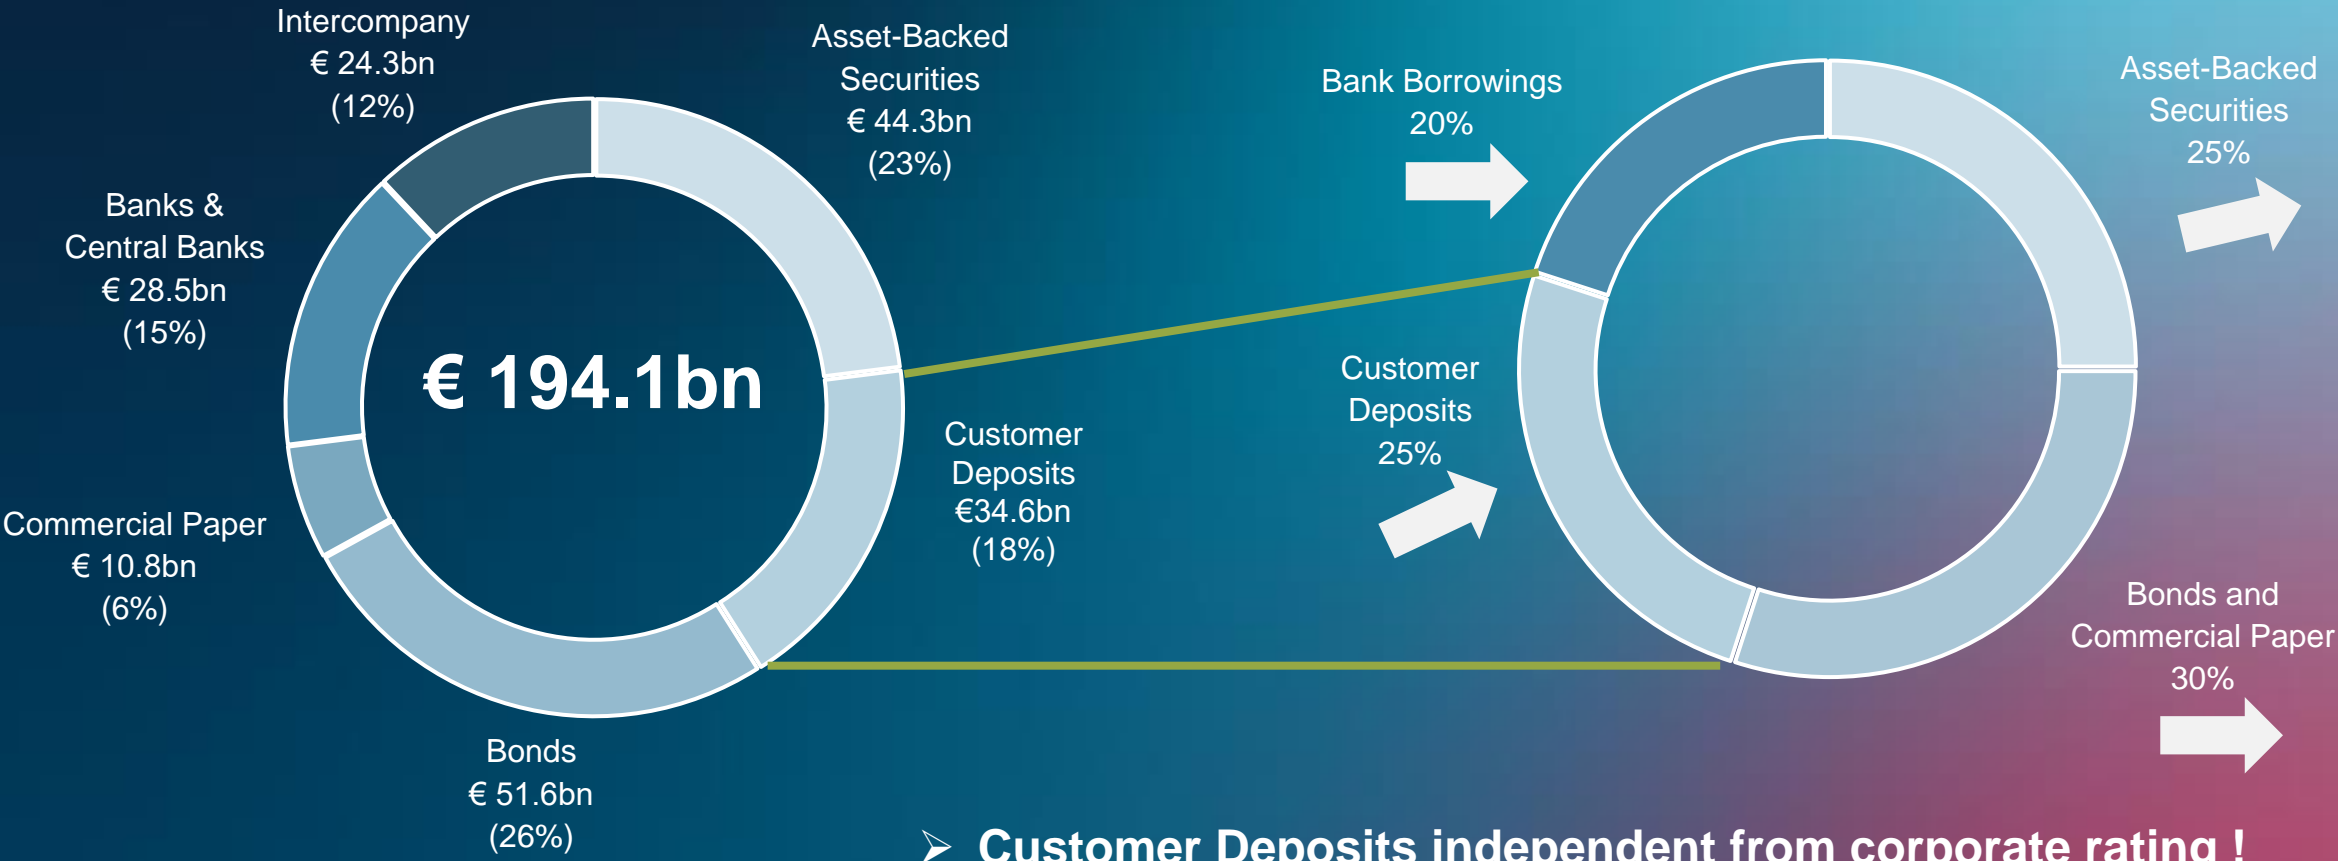 Intercompany
€ 24.3bn
(12%)
Asset-Backed
Securities
€ 44.3bn
(23%)
Banks &
Central Banks
€ 28.5bn
(15%)
€ 194.1bn
Customer
Deposits
€34.6bn
(18%)
Commercial Paper
€ 10.8bn
(6%)
Bonds
€ 51.6bn
(26%)
Bank Borrowings
20%
Asset-Backed
Securities
25%
Customer
Deposits
25%
Bonds and
Commercial Paper
30%
➢ Customer Deposits independent from corporate rating !